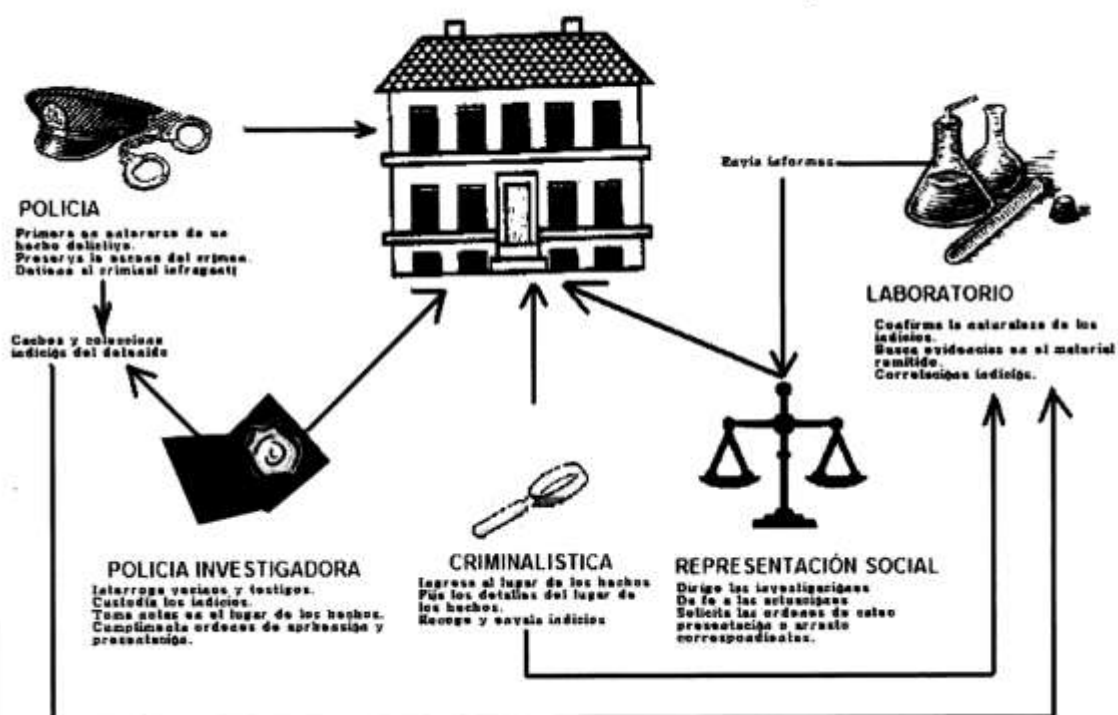 POLICIA
Primero en enterarse de un
hecho delictivo.
Preserva la escena del crimen.
Detiene al criminal infraganti
Cachea y colecciona
indicios del detenido
Envía informes
LABORATORIO
Confirma la naturaleza de los
indicios.
Busca evidencias en el material
remitido.
Correlaciona indicios.
POLICIA INVESTIGADORA
Interroga vecinos y testigos.
Custodia los indicios.
Toma notas en el lugar de los hechos.
Cumplimenta ordenes de aprhensión y
presentación.
CRIMINALISTICA
Ingresa al lugar de los hechos
Fija los detalles del lugar de
los hechos.
Recoge y envía indicios
REPRESENTACIÓN SOCIAL
Dirige las investigaciones
Da fe a las actuaciones
Solicita las ordenes de cateo
presentación o arresto
correspondientes.